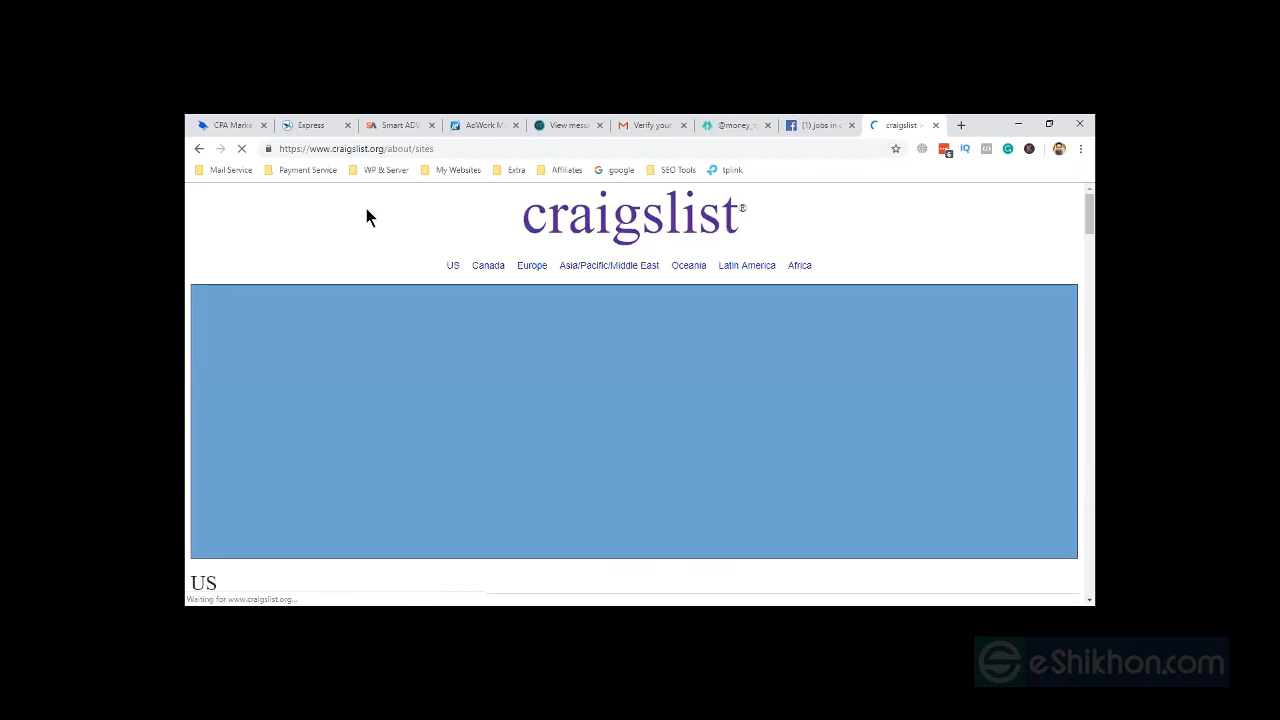 CPA Marke Express Smart ADV AdWork M View mess Verify your @money_ (1) jobs in c craigslist >
https://www.craigslist.org/about/sites
Mail Service Payment Service WP & Server My Websites Extra Affiliates google SEO Tools tplink
craigslist®
US Canada Europe Asia/Pacific/Middle East Oceania Latin America Africa
US
Waiting for www.craigslist.org...
eShikhon.com